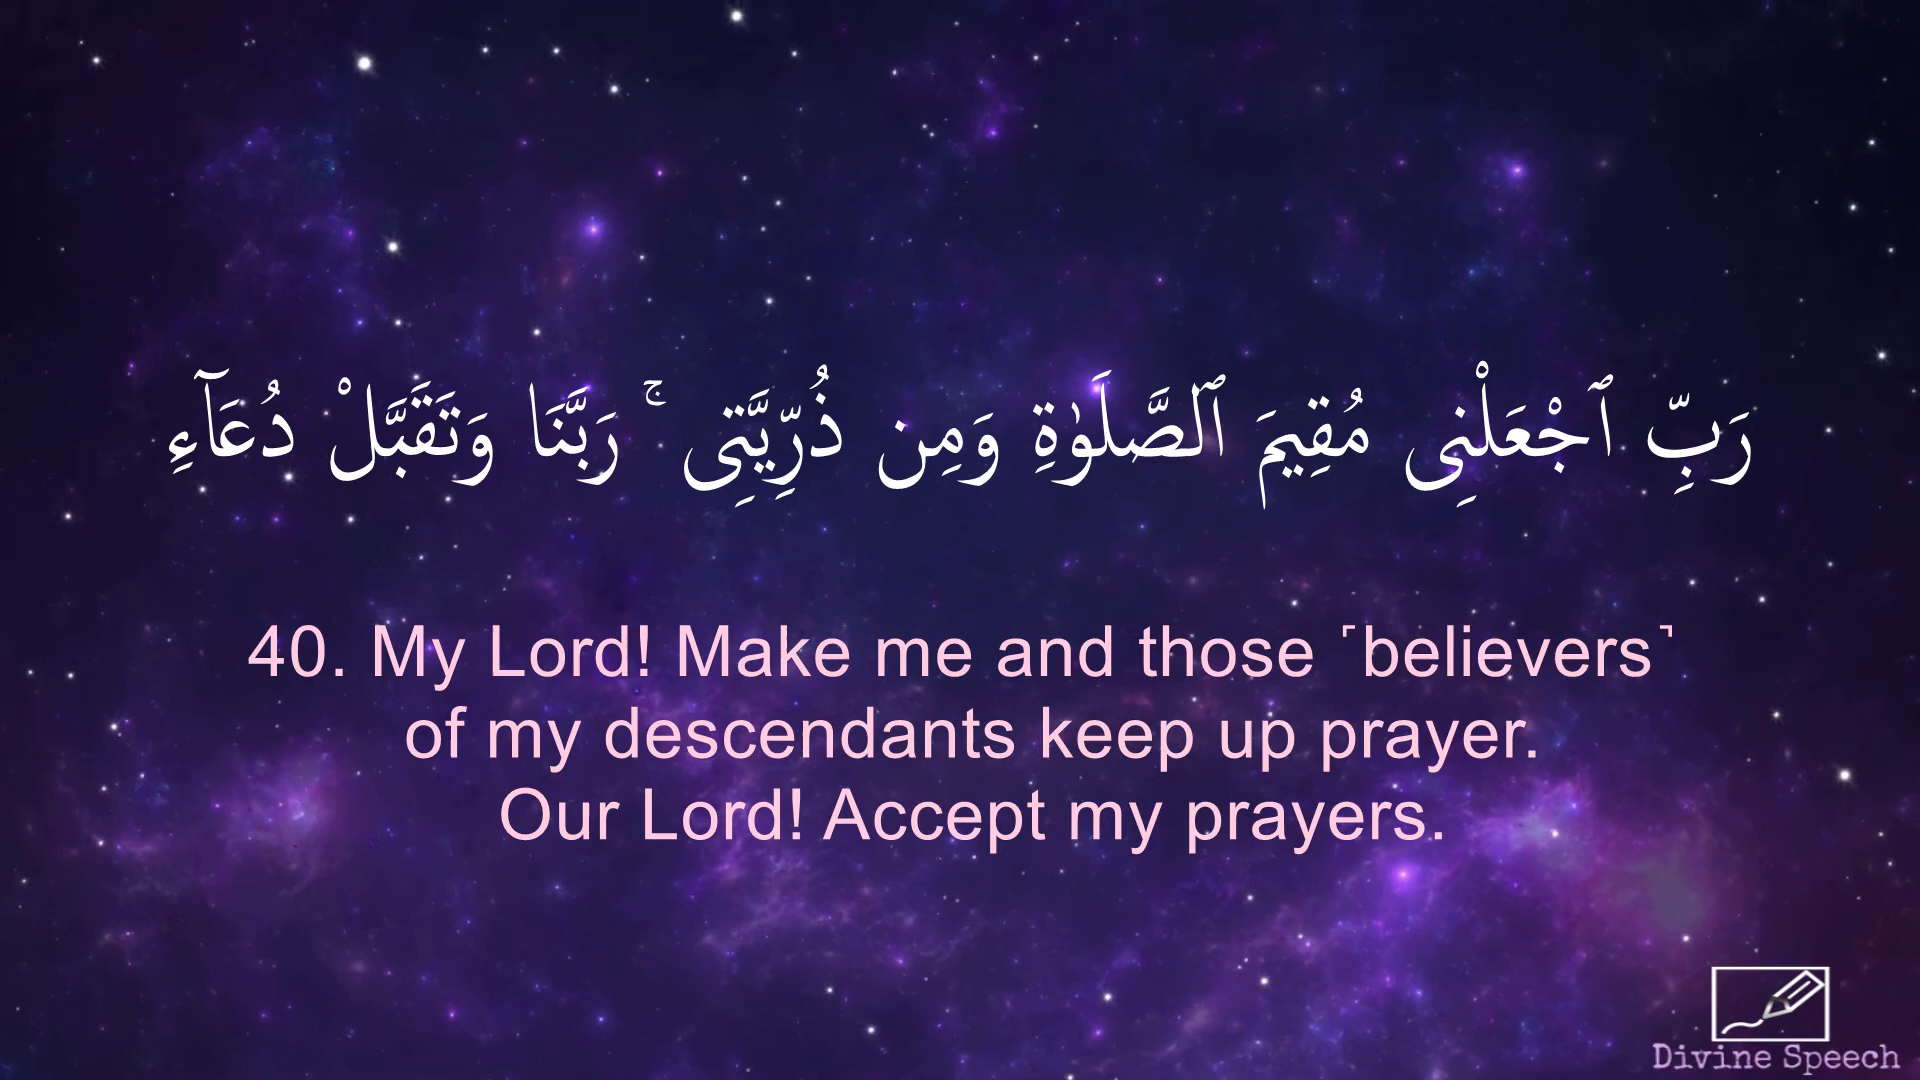 رَبِّ ٱجْعَلْنِى مُقِيمَ ٱلصَّلَوٰةِ وَمِن ذُرِّيَّتِى ۚ رَبَّنَا وَتَقَبَّلْ دُعَآءِ
40. My Lord! Make me and those ˹believers˺
of my descendants keep up prayer.
Our Lord! Accept my prayers.
Divine Speech